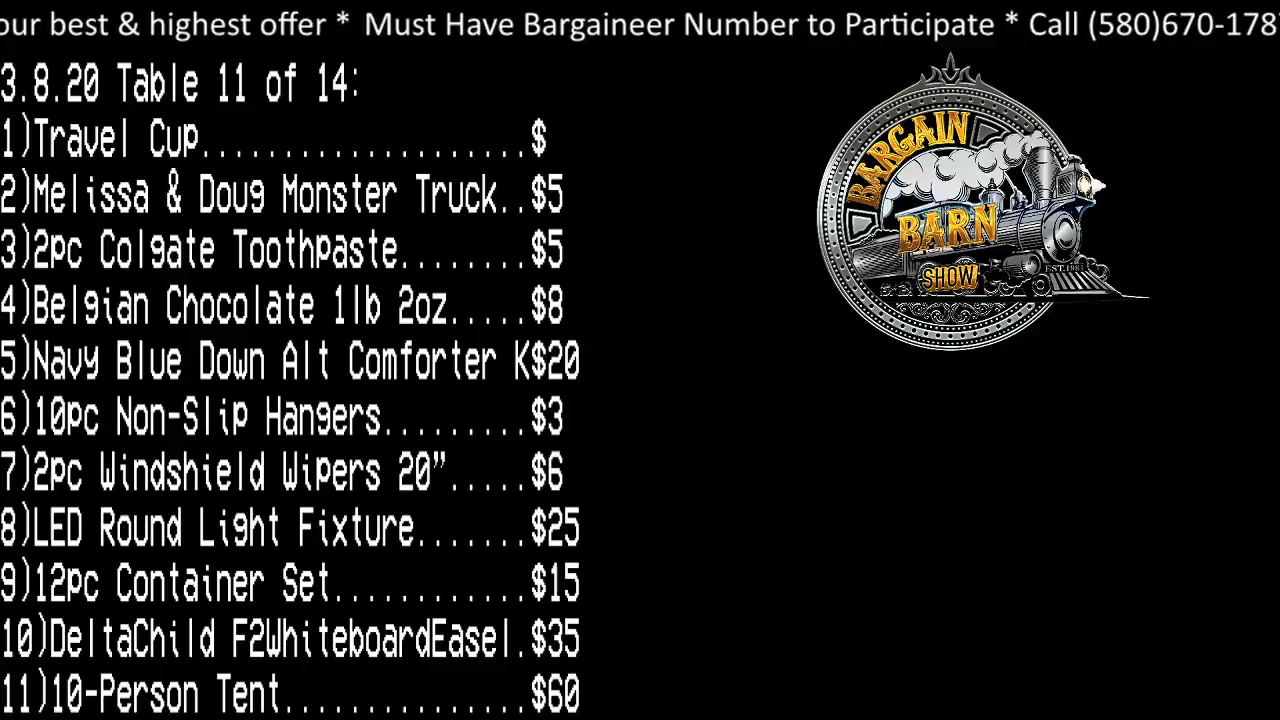 our best & highest offer * Must Have Bargaineer Number to Participate * Call (580)670-178
3.8.20 Table 11 of 14:
1)Travel Cup....................$
2)Melissa & Doug Monster Truck..$5
3)2pc Colgate Toothpaste........$5
4)Belgian Chocolate 1lb 2oz.....$8
5)Navy Blue Down Alt Comforter K$20
6)10pc Non-Slip Hangers.........$3
7)2pc Windshield Wipers 20”.....$6
8)LED Round Light Fixture.......$25
9)12pc Container Set............$15
10)DeltaChild F2WhiteboardEasel.$35
11)10-Person Tent...............$60
BARGAIN
BARN
SHOW